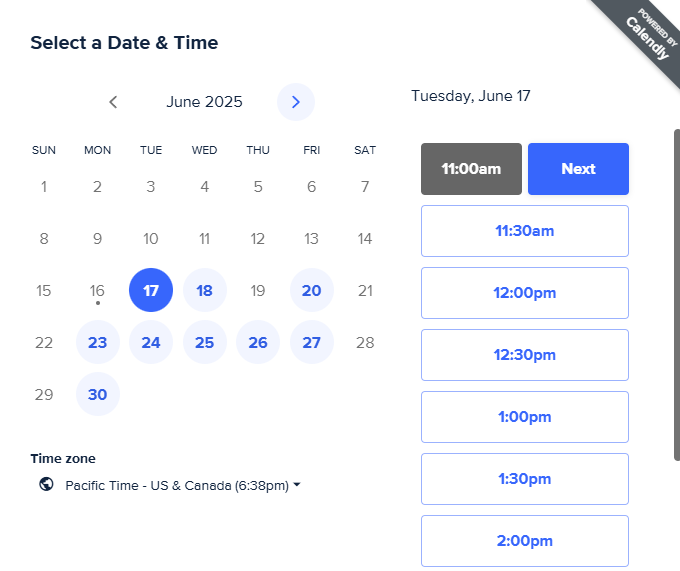 Select a Date & Time
POWERED BY
Calendly
June 2025
Tuesday, June 17
SUN MON TUE WED THU FRI SAT
1 2 3 4 5 6 7
8 9 10 11 12 13 14
15 16 17 18 19 20 21
22 23 24 25 26 27 28
29 30
Time zone
Pacific Time - US & Canada (6:38pm)
11:00am Next
11:30am
12:00pm
12:30pm
1:00pm
1:30pm
2:00pm